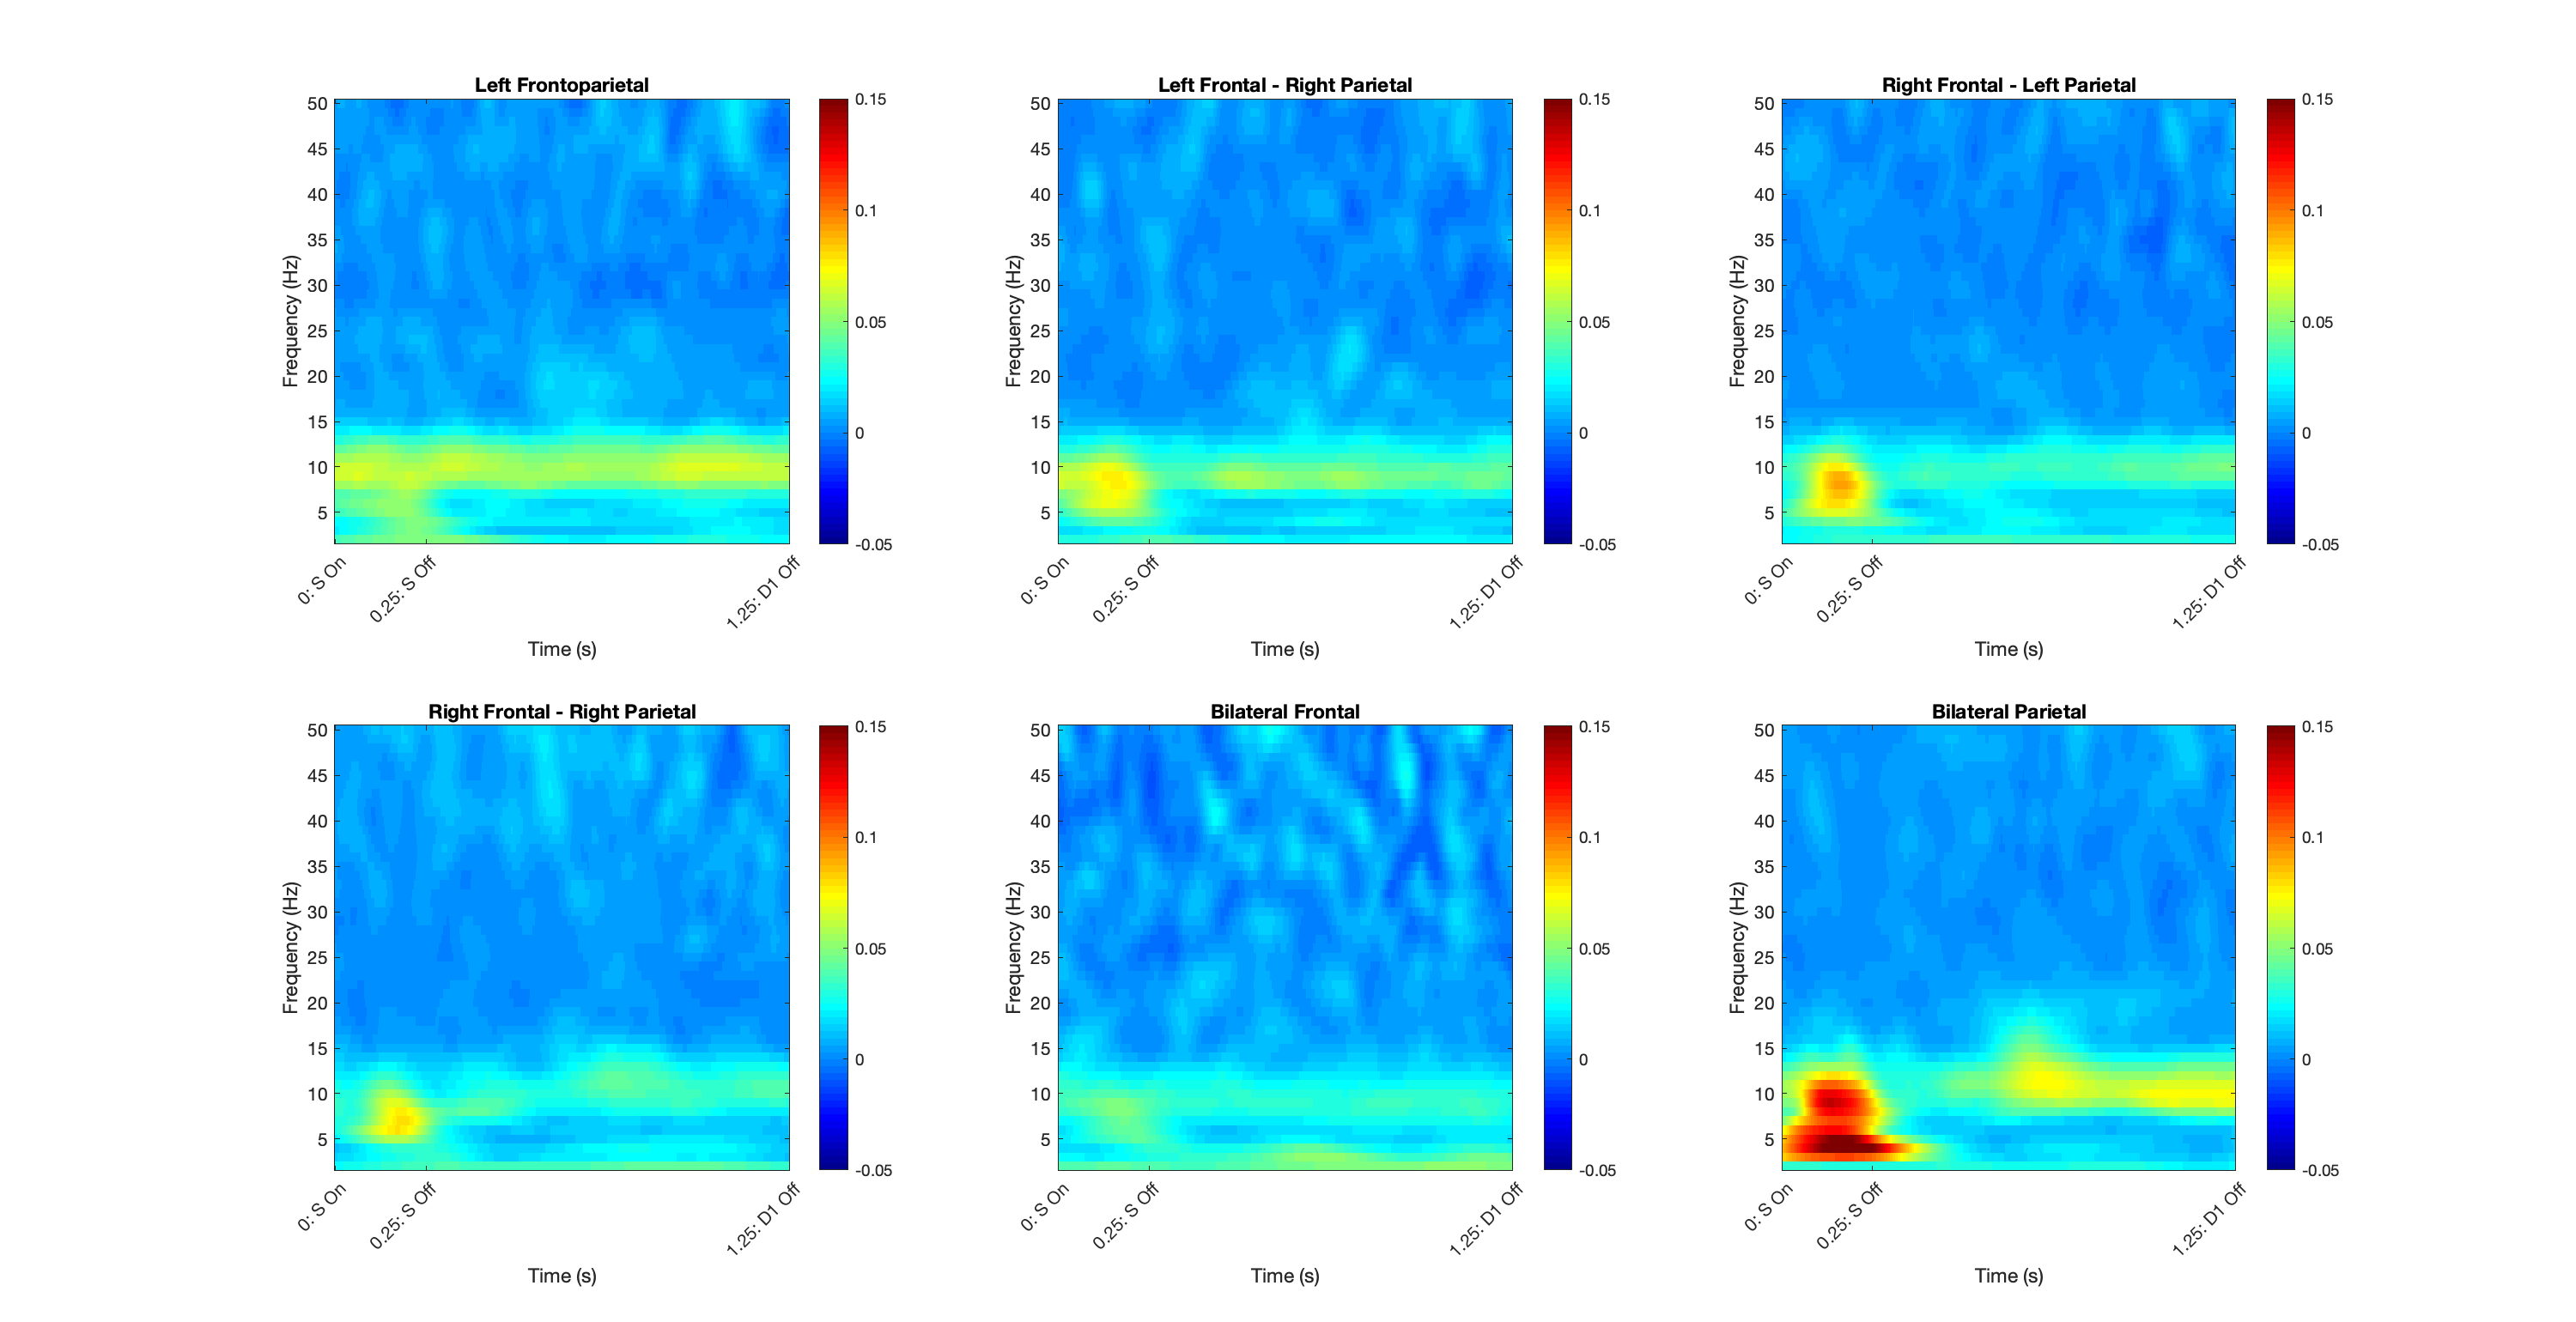 Left Frontoparietal
50
45
40
35
30
25
20
15
10
5
Frequency (Hz)
0: S On
0.25: S Off
1.25: D1 Off
Time (s)
0.15
0.1
0.05
0
-0.05
Left Frontal - Right Parietal
50
45
40
35
30
25
20
15
10
5
Frequency (Hz)
0: S On
0.25: S Off
1.25: D1 Off
Time (s)
0.15
0.1
0.05
0
-0.05
Right Frontal - Left Parietal
50
45
40
35
30
25
20
15
10
5
Frequency (Hz)
0: S On
0.25: S Off
1.25: D1 Off
Time (s)
0.15
0.1
0.05
0
-0.05
Right Frontal - Right Parietal
50
45
40
35
30
25
20
15
10
5
Frequency (Hz)
0: S On
0.25: S Off
1.25: D1 Off
Time (s)
0.15
0.1
0.05
0
-0.05
Bilateral Frontal
50
45
40
35
30
25
20
15
10
5
Frequency (Hz)
0: S On
0.25: S Off
1.25: D1 Off
Time (s)
0.15
0.1
0.05
0
-0.05
Bilateral Parietal
50
45
40
35
30
25
20
15
10
5
Frequency (Hz)
0: S On
0.25: S Off
1.25: D1 Off
Time (s)
0.15
0.1
0.05
0
-0.05